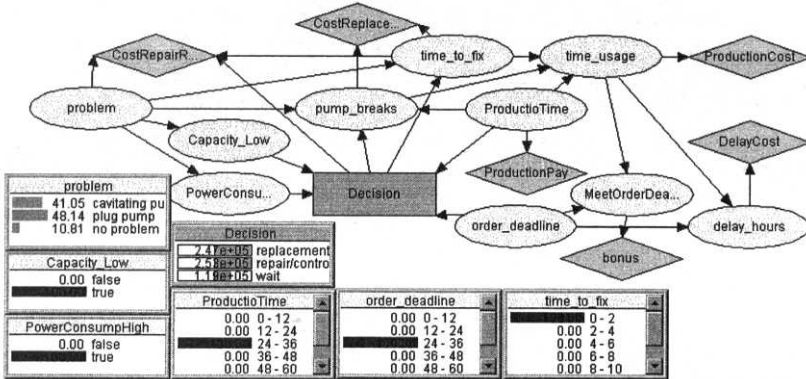 CostReplace...
CostRepairR...
time_to_fix
time_usage
ProductionCost
problem
pump_breaks
ProductioTime
Capacity_Low
DelayCost
ProductionPay
PowerConsu...
Decision
MeetOrderDea...
order_deadline
delay_hours
bonus
problem
41.05 cavitating pu
48.14 plug pump
10.81 no problem
Decision
2.47e+05 replacement
2.58e+05 repair/contro
1.19e+05 wait
Capacity_Low
0.00 false
true
PowerConsumpHigh
0.00 false
true
ProductioTime
0.00 0 - 12
0.00 12 - 24
24 - 36
0.00 36 - 48
0.00 48 - 60
order_deadline
0.00 0 - 12
0.00 12 - 24
24 - 36
0.00 36 - 48
0.00 48 - 60
time_to_fix
0 - 2
0.00 2 - 4
0.00 4 - 6
0.00 6 - 8
0.00 8 - 10